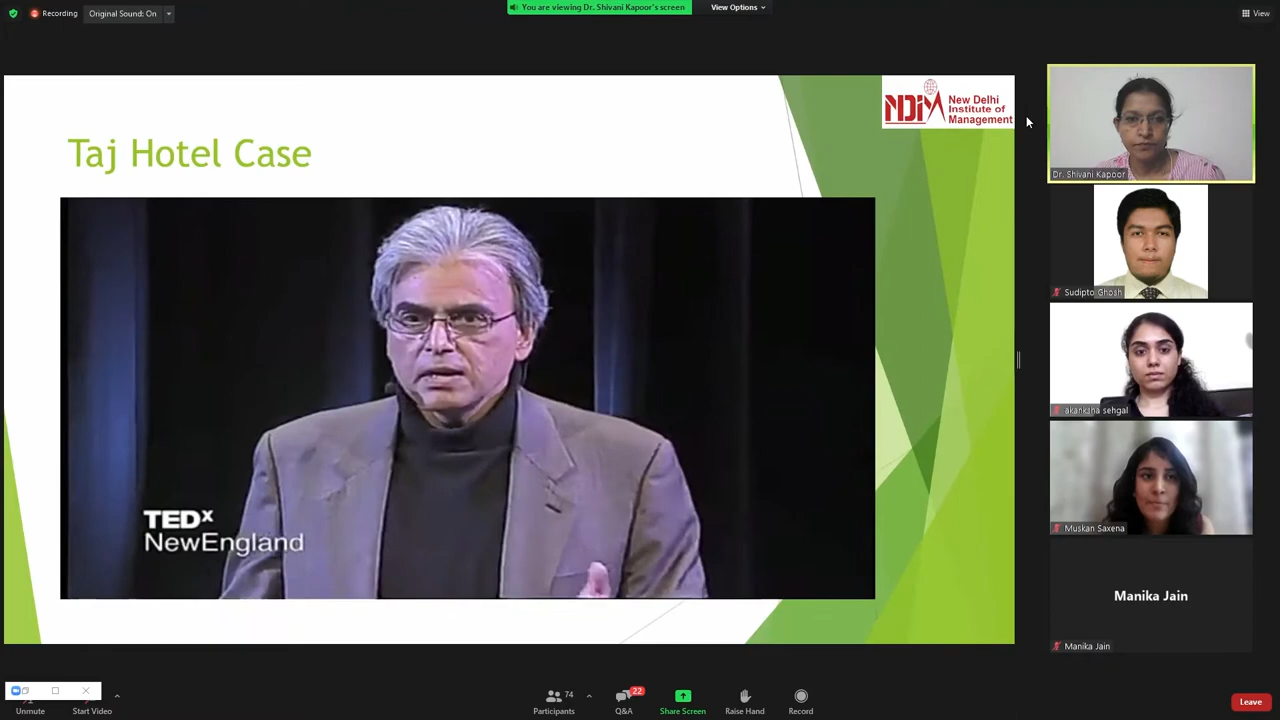 Recording
Original Sound: On
You are viewing Dr. Shivani Kapoor's screen
View Options
View
NDIM
New Delhi
Institute of
Management
Taj Hotel Case
TEDx
NewEngland
Dr. Shivani Kapoor
Sudipto Ghosh
akanksha sehgal
Muskan Saxena
Manika Jain
Manika Jain
Unmute
Start Video
74
Participants
22
Q&A
Share Screen
Raise Hand
Record
Leave